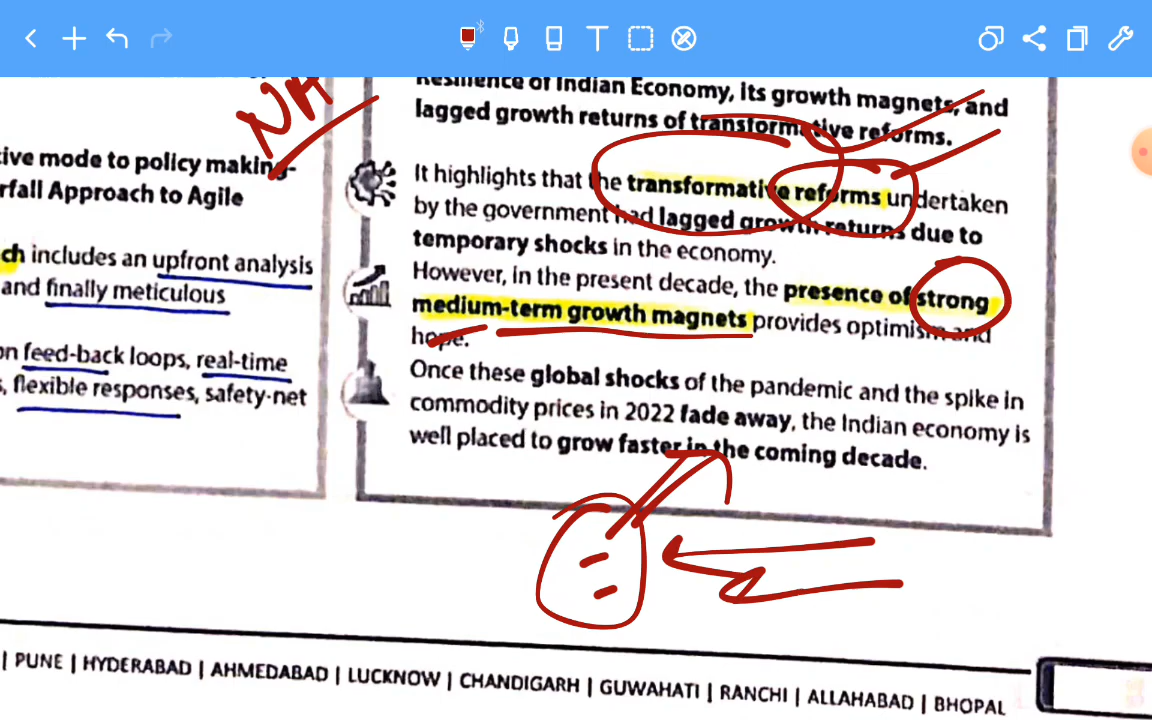 NA
ive mode to policy making-
rfall Approach to Agile
ch includes an upfront analysis
and finally meticulous
on feed-back loops, real-time
s, flexible responses, safety-net
Resilience of Indian Economy, its growth magnets, and
lagged growth returns of transformative reforms.
It highlights that the transformative reforms undertaken
by the government had lagged growth returns due to
temporary shocks in the economy.
However, in the present decade, the presence of strong
medium-term growth magnets provides optimism and
hope.
Once these global shocks of the pandemic and the spike in
commodity prices in 2022 fade away, the Indian economy is
well placed to grow faster in the coming decade.
| PUNE | HYDERABAD | AHMEDABAD | LUCKNOW | CHANDIGARH | GUWAHATI | RANCHI | ALLAHABAD | BHOPAL